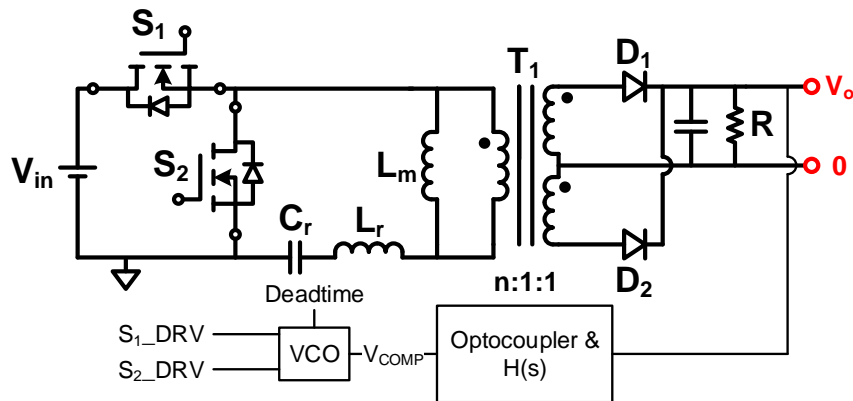 S1
T1
D1
Vo
R
S2
Vin
Lm
0
Cr
Lr
D2
n:1:1
Deadtime
S1_DRV
S2_DRV
VCO
VCOMP
Optocoupler &
H(s)